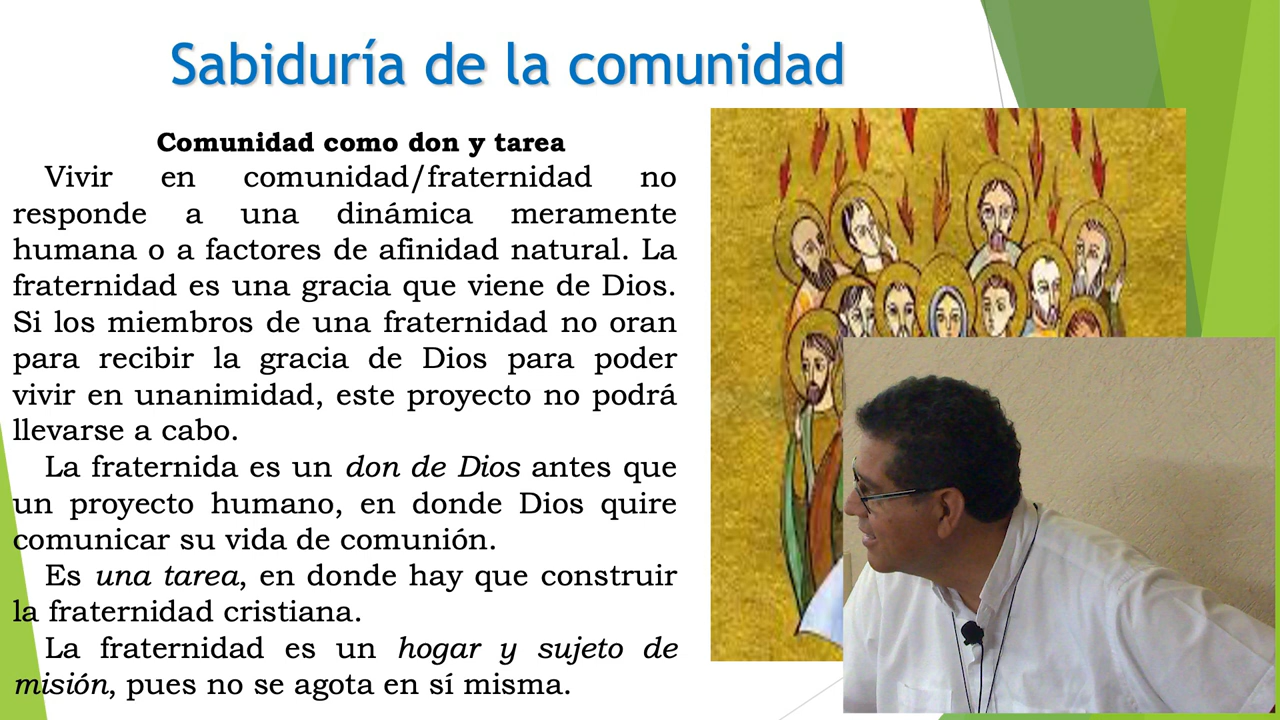 Sabiduría de la comunidad
Comunidad como don y tarea
Vivir en comunidad/fraternidad no
responde a una dinámica meramente
humana o a factores de afinidad natural. La
fraternidad es una gracia que viene de Dios.
Si los miembros de una fraternidad no oran
para recibir la gracia de Dios para poder
vivir en unanimidad, este proyecto no podrá
llevarse a cabo.
La fraternida es un don de Dios antes que
un proyecto humano, en donde Dios quire
comunicar su vida de comunión.
Es una tarea, en donde hay que construir
la fraternidad cristiana.
La fraternidad es un hogar y sujeto de
misión, pues no se agota en sí misma.